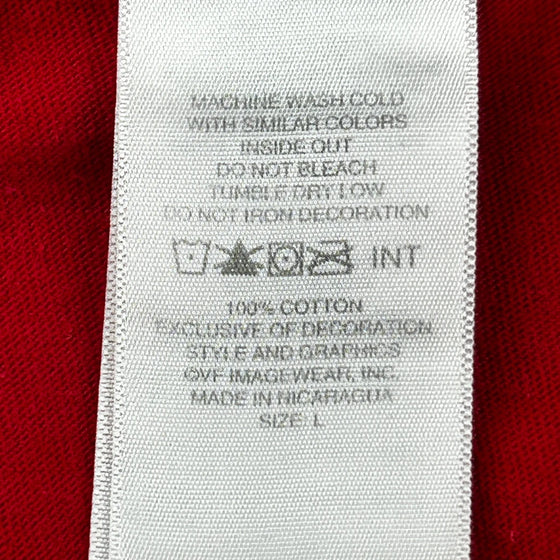 MACHINE WASH COLD
WITH SIMILAR COLORS
INSIDE OUT
DO NOT BLEACH
TUMBLE DRY LOW
DO NOT IRON DECORATION
INT
100% COTTON
EXCLUSIVE OF DECORATION
STYLE AND GRAPHICS
©VF IMAGEWEAR, INC.
MADE IN NICARAGUA
SIZE: L